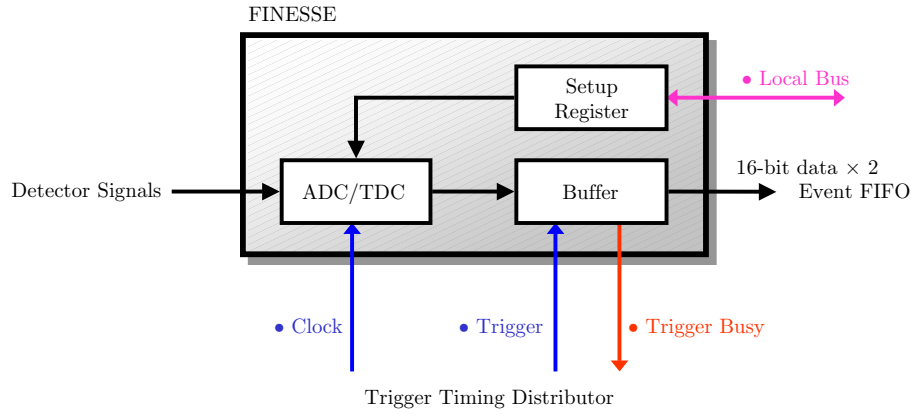 FINESSE
Setup
Register
• Local Bus
Detector Signals
ADC/TDC
Buffer
16-bit data × 2
Event FIFO
• Clock
• Trigger
• Trigger Busy
Trigger Timing Distributor